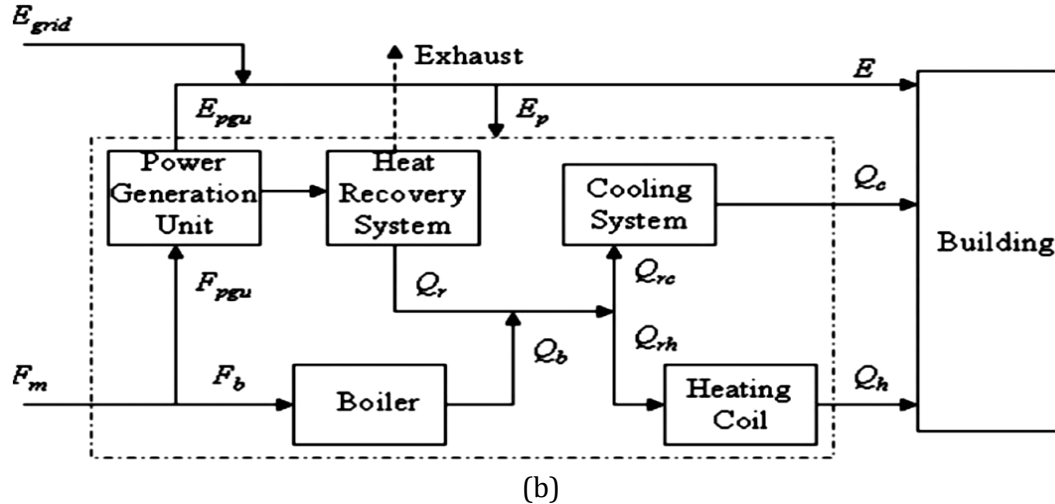 E_grid
Exhaust
E
E_pgu
E_p
Power
Generation
Unit
Heat
Recovery
System
Cooling
System
Q_c
Building
F_pgu
Q_r
Q_rc
Q_rh
Q_b
F_m
F_b
Boiler
Heating
Coil
Q_h
(b)